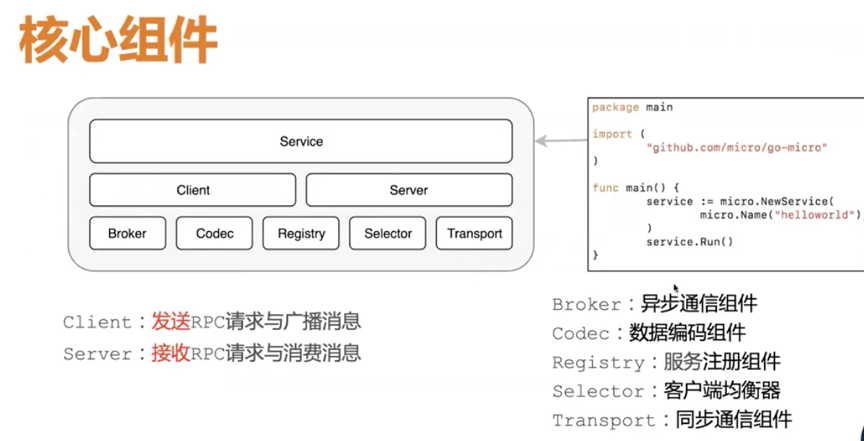 核心组件
Service
Client
Server
Broker
Codec
Registry
Selector
Transport
package main
import (
"github.com/micro/go-micro"
)
func main() {
service := micro.NewService(
micro.Name("helloworld"),
)
service.Run()
}
Client：发送RPC请求与广播消息
Server：接收RPC请求与消费消息
Broker：异步通信组件
Codec：数据编码组件
Registry：服务注册组件
Selector：客户端均衡器
Transport：同步通信组件